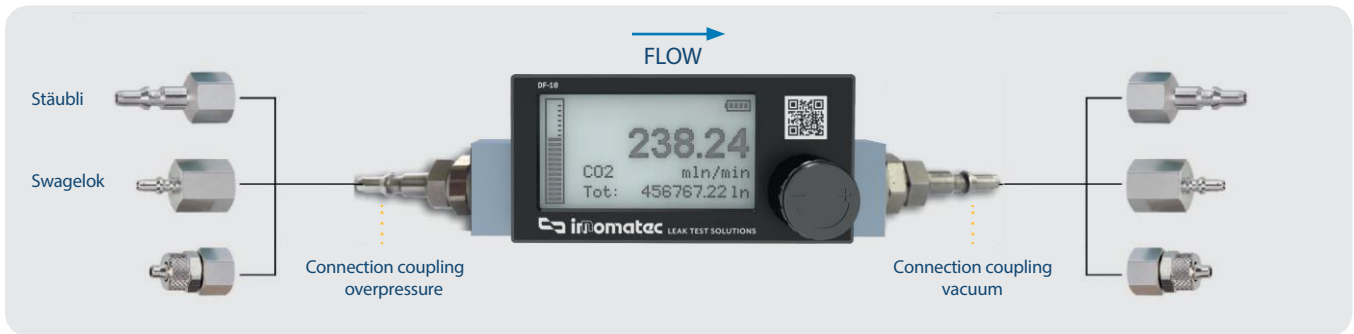 FLOW
Stäubli
Swagelok
DF-10
238.24
CO2 mln/min
Tot: 456767.22 ln
innomatec LEAK TEST SOLUTIONS
- +
Connection coupling
overpressure
Connection coupling
vacuum